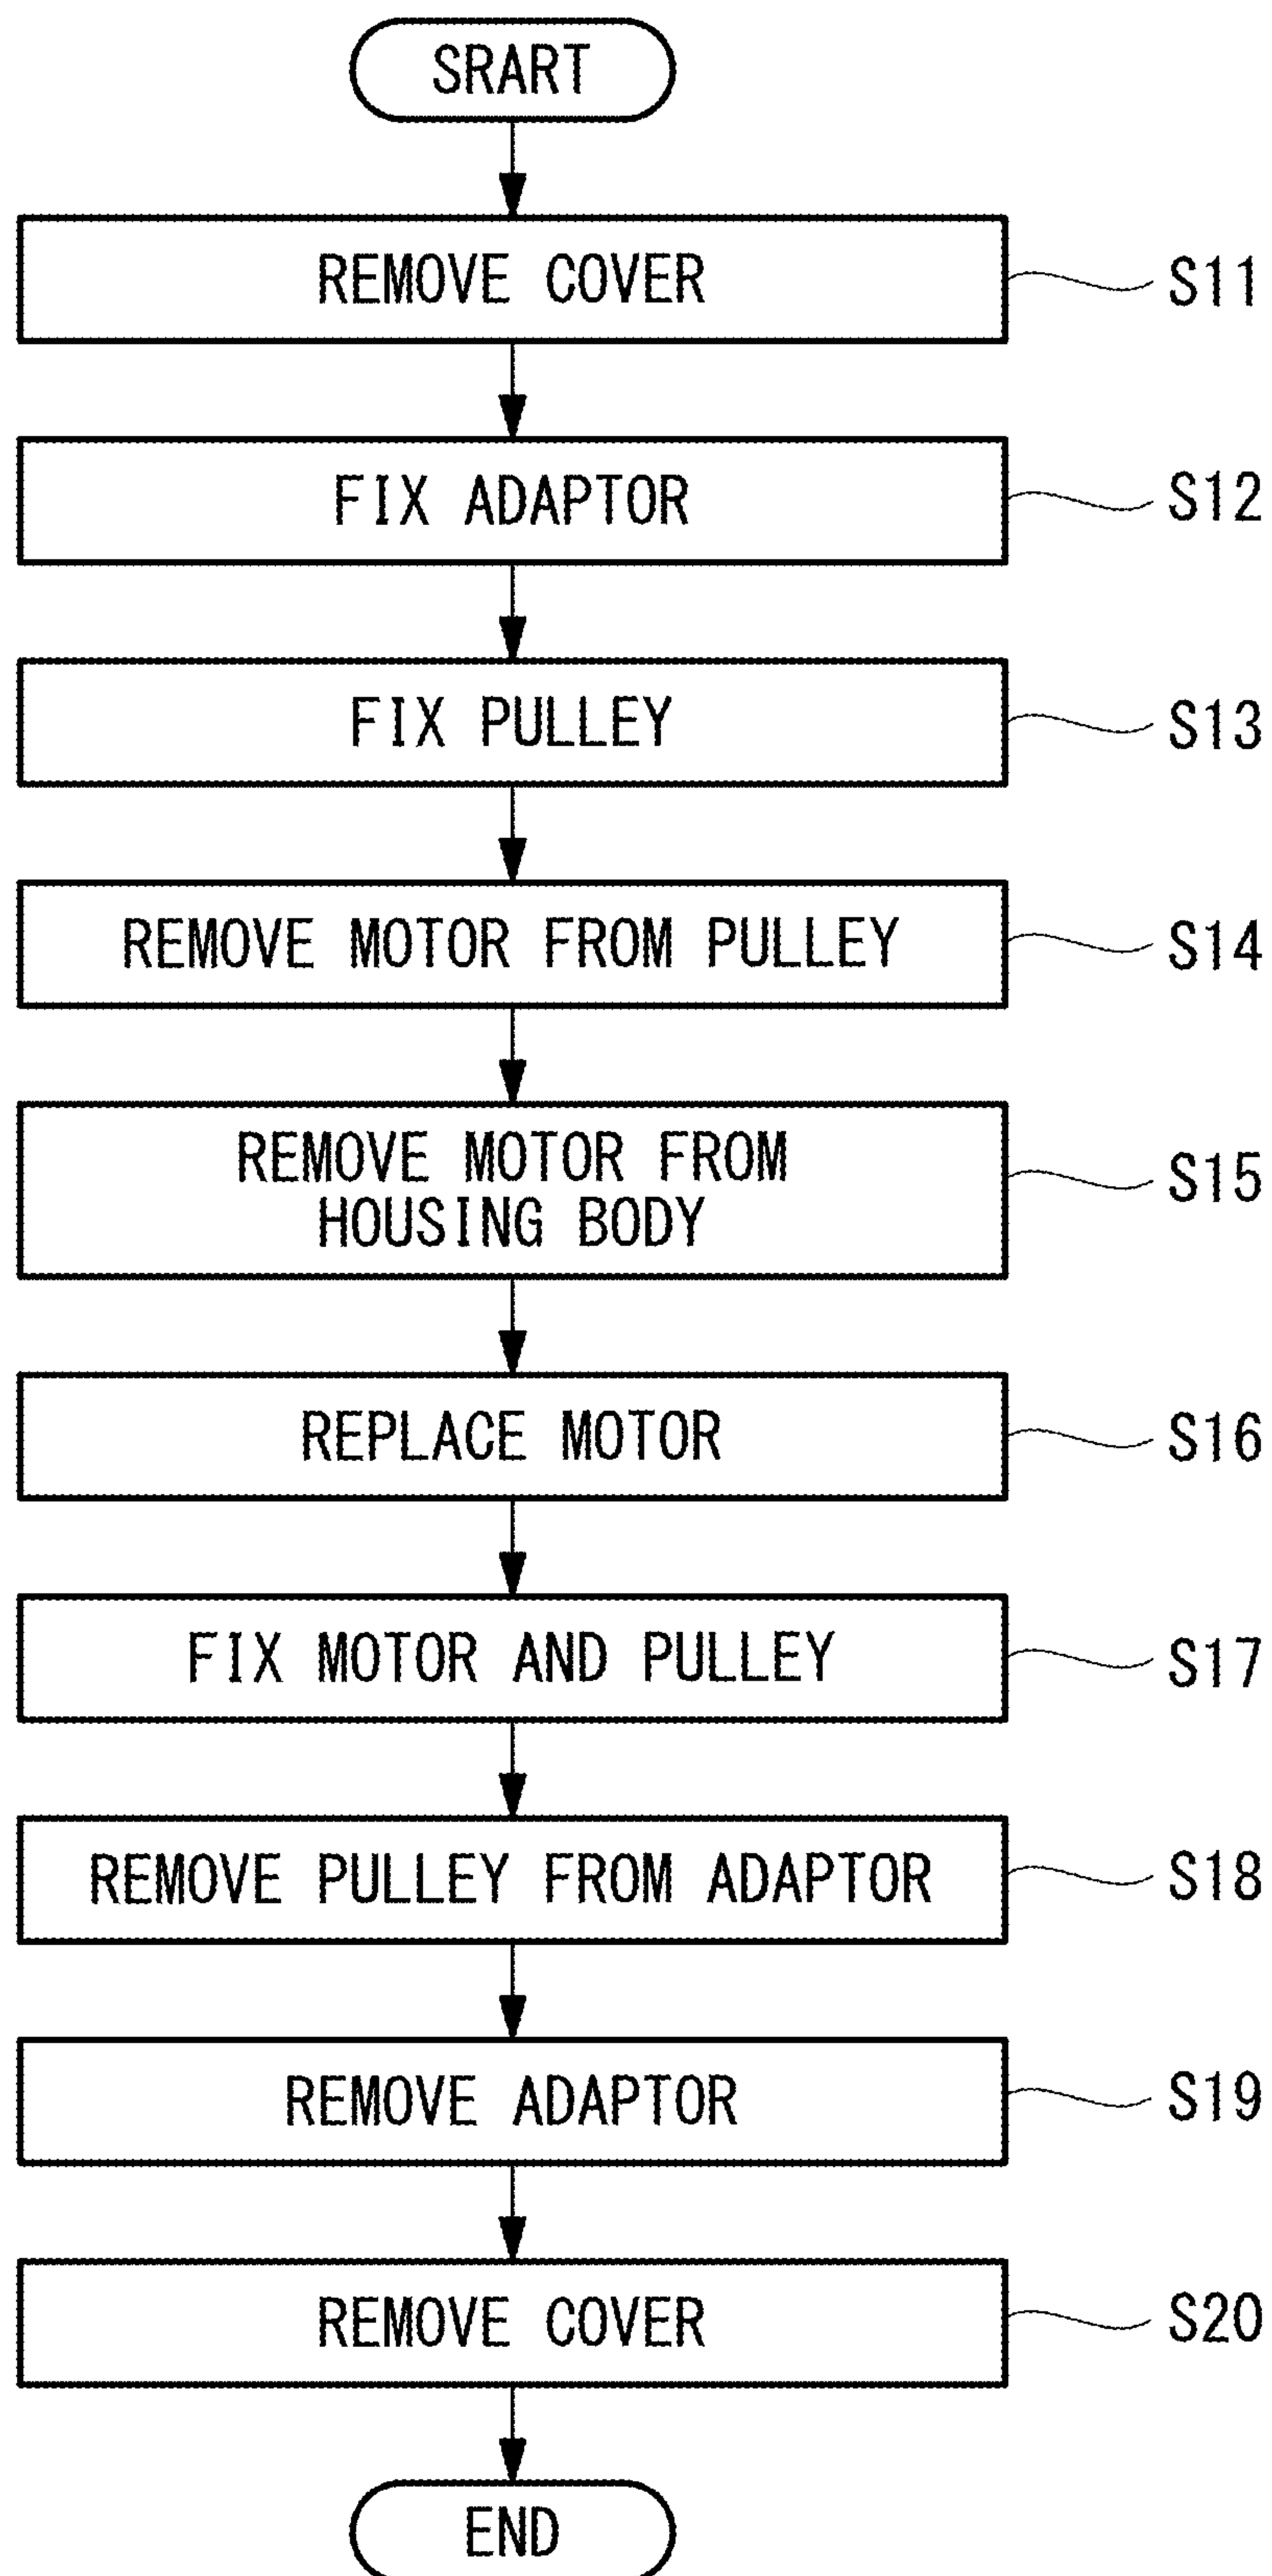 SRART
REMOVE COVER
S11
FIX ADAPTOR
S12
FIX PULLEY
S13
REMOVE MOTOR FROM PULLEY
S14
REMOVE MOTOR FROM
HOUSING BODY
S15
REPLACE MOTOR
S16
FIX MOTOR AND PULLEY
S17
REMOVE PULLEY FROM ADAPTOR
S18
REMOVE ADAPTOR
S19
REMOVE COVER
S20
END